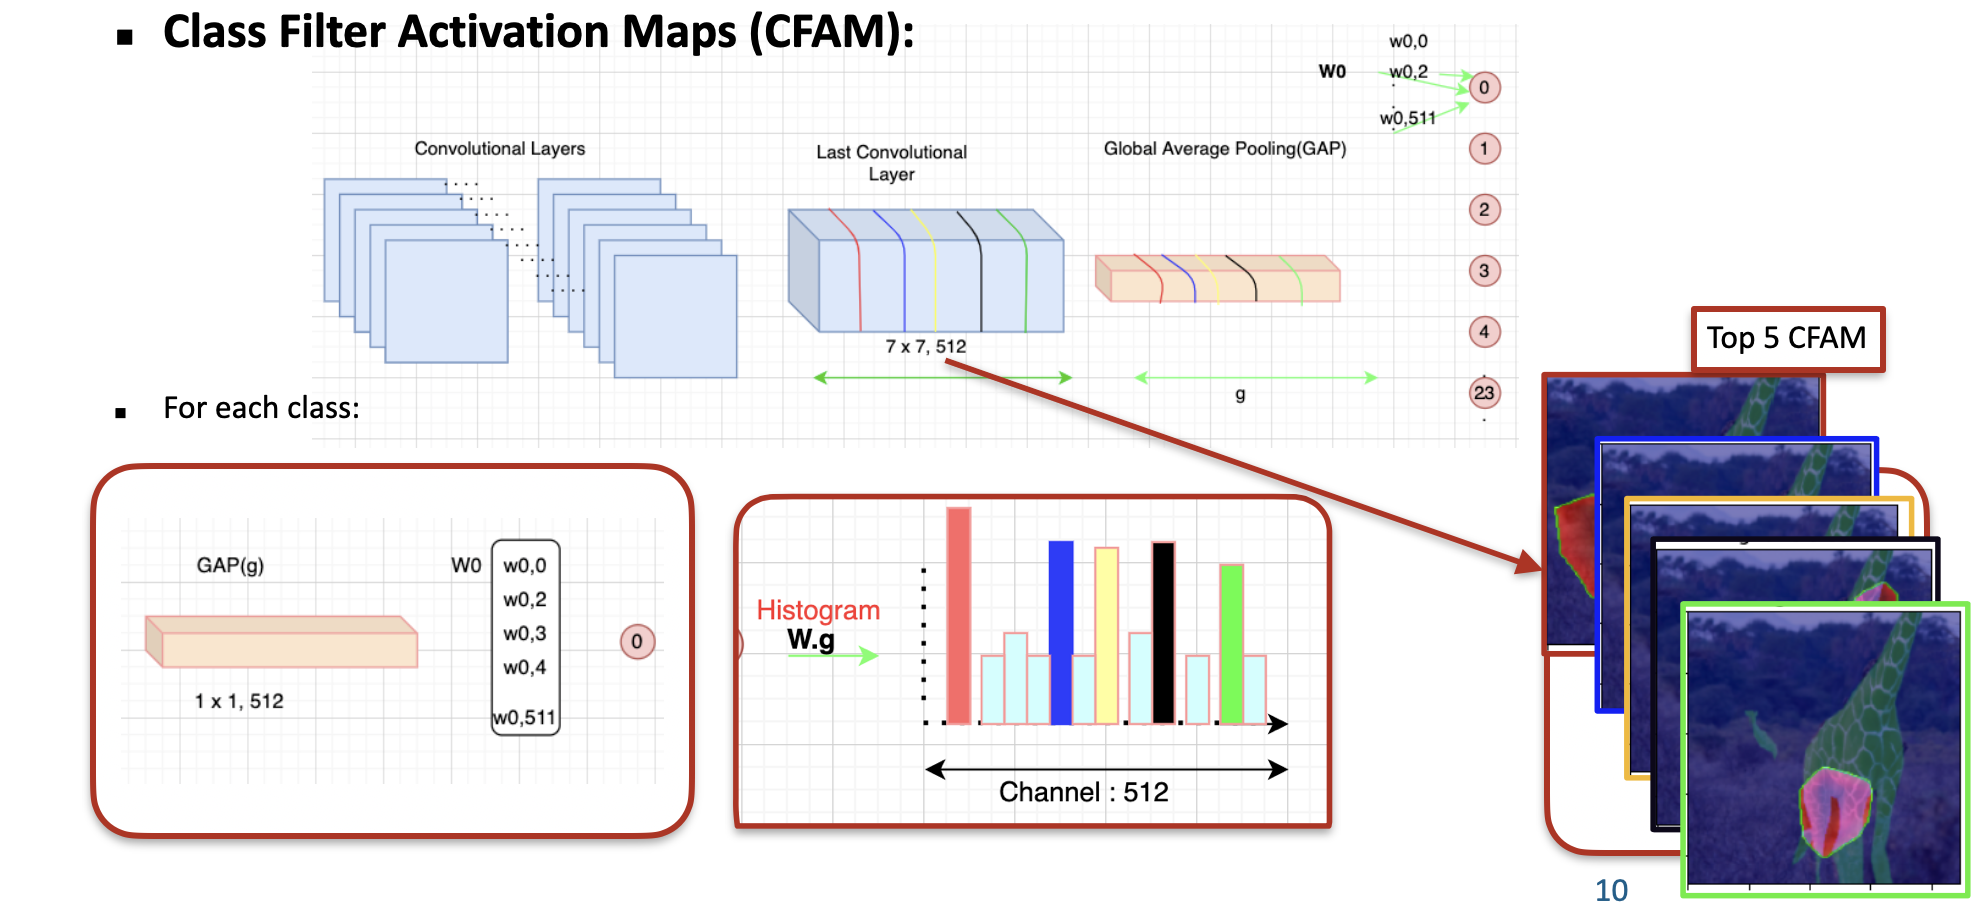 ▪ Class Filter Activation Maps (CFAM):
w0,0
W0 w0,2
w0,511
0
Convolutional Layers
Last Convolutional
Layer
Global Average Pooling(GAP)
1
2
3
4
23
7 x 7, 512
g
▪ For each class:
GAP(g)
1 x 1, 512
W0
w0,0
w0,2
w0,3
w0,4
w0,511
0
Histogram
W.g
Channel : 512
Top 5 CFAM
10